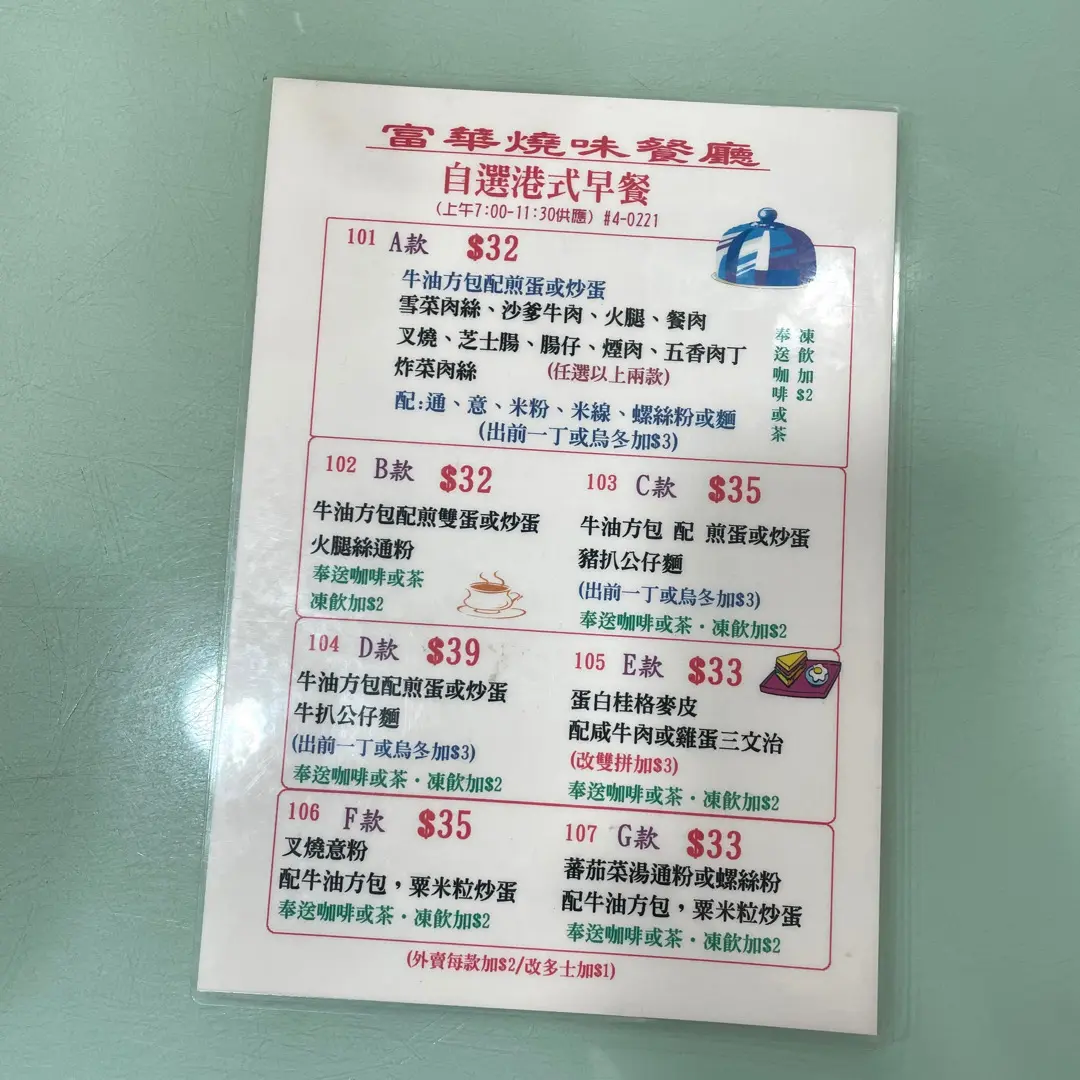 富華燒味餐廳
自選港式早餐
(上午7:00-11:30供應) #4-0221
101 A款 $32
牛油方包配煎蛋或炒蛋
雪菜肉絲、沙爹牛肉、火腿、餐肉
叉燒、芝士腸、腸仔、煙肉、五香肉丁
炸菜肉絲 (任選以上兩款)
配:通、意、米粉、米線、螺絲粉或麵
(出前一丁或烏冬加$3)
奉送咖啡或茶
凍飲加$2
102 B款 $32
牛油方包配煎雙蛋或炒蛋
火腿絲通粉
奉送咖啡或茶
凍飲加$2
103 C款 $35
牛油方包 配 煎蛋或炒蛋
豬扒公仔麵
(出前一丁或烏冬加$3)
奉送咖啡或茶·凍飲加$2
104 D款 $39
牛油方包配煎蛋或炒蛋
牛扒公仔麵
(出前一丁或烏冬加$3)
奉送咖啡或茶·凍飲加$2
105 E款 $33
蛋白桂格麥皮
配咸牛肉或雞蛋三文治
(改雙拼加$3)
奉送咖啡或茶·凍飲加$2
106 F款 $35
叉燒意粉
配牛油方包，粟米粒炒蛋
奉送咖啡或茶·凍飲加$2
107 G款 $33
蕃茄菜湯通粉或螺絲粉
配牛油方包，粟米粒炒蛋
奉送咖啡或茶·凍飲加$2
(外賣每款加$2/改多士加$1)